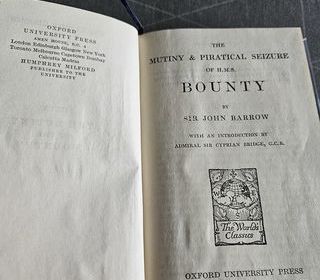 OXFORD
UNIVERSITY PRESS
AMEN HOUSE, E.C. 4
London Edinburgh Glasgow New York
Toronto Melbourne Capetown Bombay
Calcutta Madras
HUMPHREY MILFORD
PUBLISHER TO THE
UNIVERSITY
THE
MUTINY & PIRATICAL SEIZURE
OF H.M.S.
BOUNTY
BY
SIR JOHN BARROW
WITH AN INTRODUCTION BY
ADMIRAL SIR CYPRIAN BRIDGE, G.C.B.
The World's
Classics
OXFORD UNIVERSITY PRESS